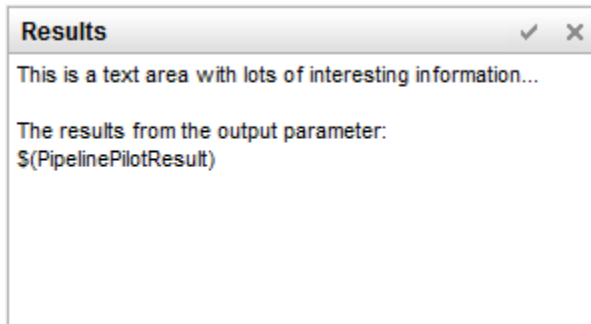 Results
This is a text area with lots of interesting information...
The results from the output parameter:
$(PipelinePilotResult)